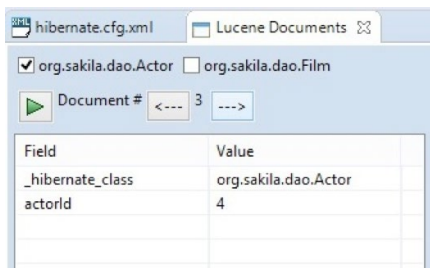 hibernate.cfg.xml Lucene Documents
org.sakila.dao.Actor org.sakila.dao.Film
Document # <--- 3 --->
Field Value
_hibernate_class org.sakila.dao.Actor
actorId 4